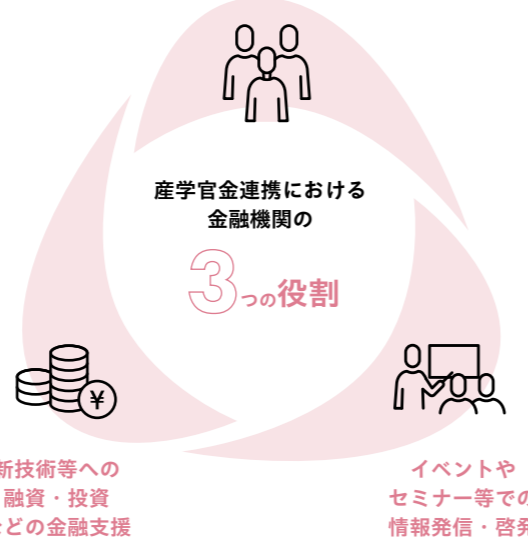 産学官金連携における
金融機関の
3つの役割
¥
新技術等への
融資・投資
などの金融支援
イベントや
セミナー等での
情報発信・啓発